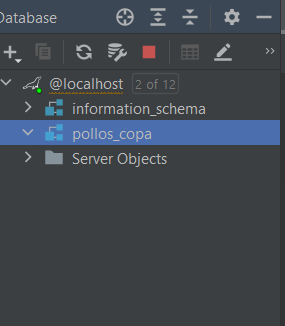 Database
@localhost 2 of 12
information_schema
pollos_copa
Server Objects